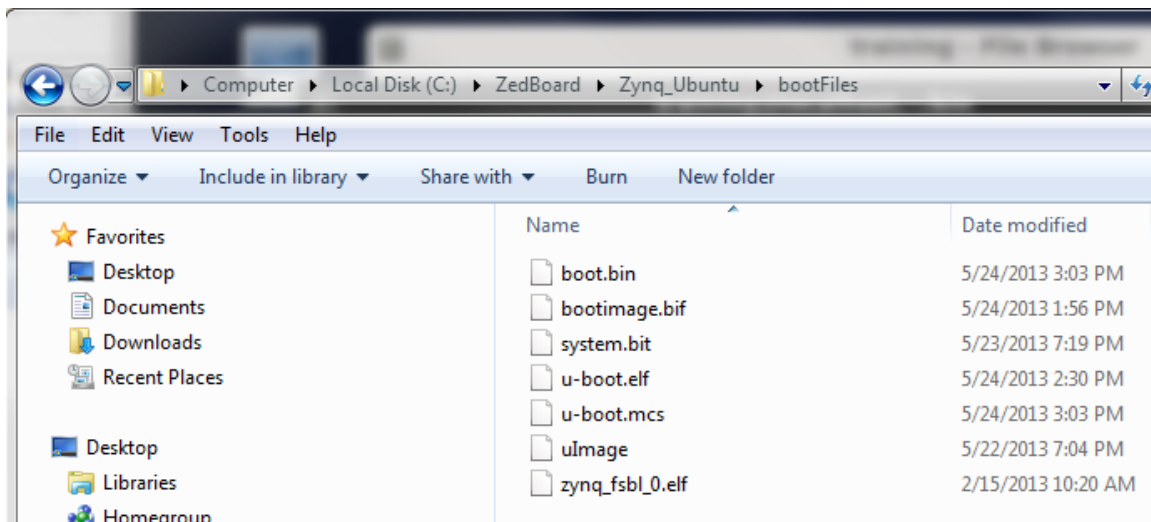 training - File Browser
Computer ▸ Local Disk (C:) ▸ ZedBoard ▸ Zynq_Ubuntu ▸ bootFiles
File Edit View Tools Help
Organize Include in library Share with Burn New folder
Name Date modified
Favorites
Desktop
Documents
Downloads
Recent Places
Desktop
Libraries
Homegroup
boot.bin 5/24/2013 3:03 PM
bootimage.bif 5/24/2013 1:56 PM
system.bit 5/23/2013 7:19 PM
u-boot.elf 5/24/2013 2:30 PM
u-boot.mcs 5/24/2013 3:03 PM
uImage 5/22/2013 7:04 PM
zynq_fsbl_0.elf 2/15/2013 10:20 AM